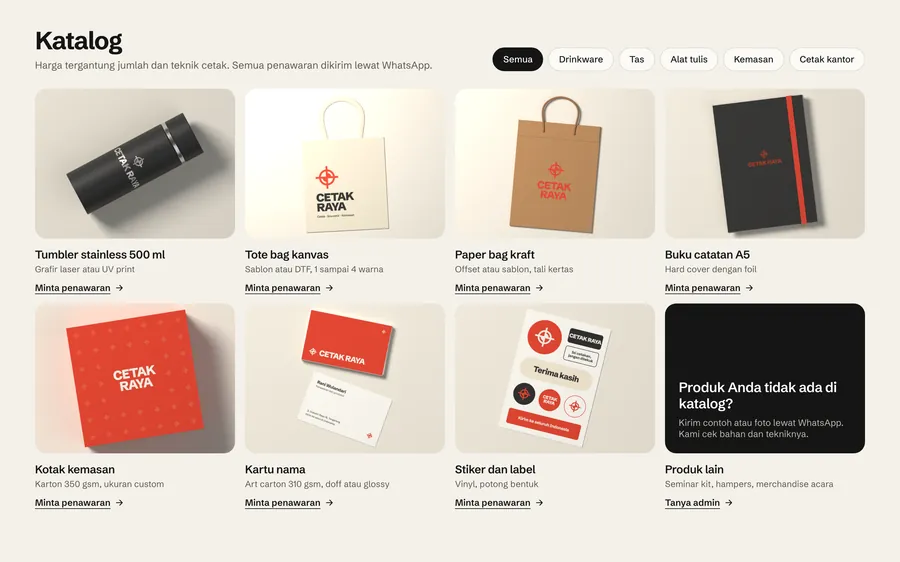 Katalog
Harga tergantung jumlah dan teknik cetak. Semua penawaran dikirim lewat WhatsApp.
Semua
Drinkware
Tas
Alat tulis
Kemasan
Cetak kantor
CETAK RAYA
CETAK
RAYA
CETAK
RAYA
CETAK RAYA
Tumbler stainless 500 ml
Grafir laser atau UV print
Minta penawaran →
Tote bag kanvas
Sablon atau DTF, 1 sampai 4 warna
Minta penawaran →
Paper bag kraft
Offset atau sablon, tali kertas
Minta penawaran →
Buku catatan A5
Hard cover dengan foil
Minta penawaran →
CETAK
RAYA
CETAK RAYA
Rani Wulandari
CETAK RAYA
Terima kasih
CETAK
RAYA
Kirim ke seluruh Indonesia
Produk Anda tidak ada di
katalog?
Kirim contoh atau foto lewat WhatsApp.
Kami cek bahan dan tekniknya.
Kotak kemasan
Karton 350 gsm, ukuran custom
Minta penawaran →
Kartu nama
Art carton 310 gsm, doff atau glossy
Minta penawaran →
Stiker dan label
Vinyl, potong bentuk
Minta penawaran →
Produk lain
Seminar kit, hampers, merchandise acara
Tanya admin →